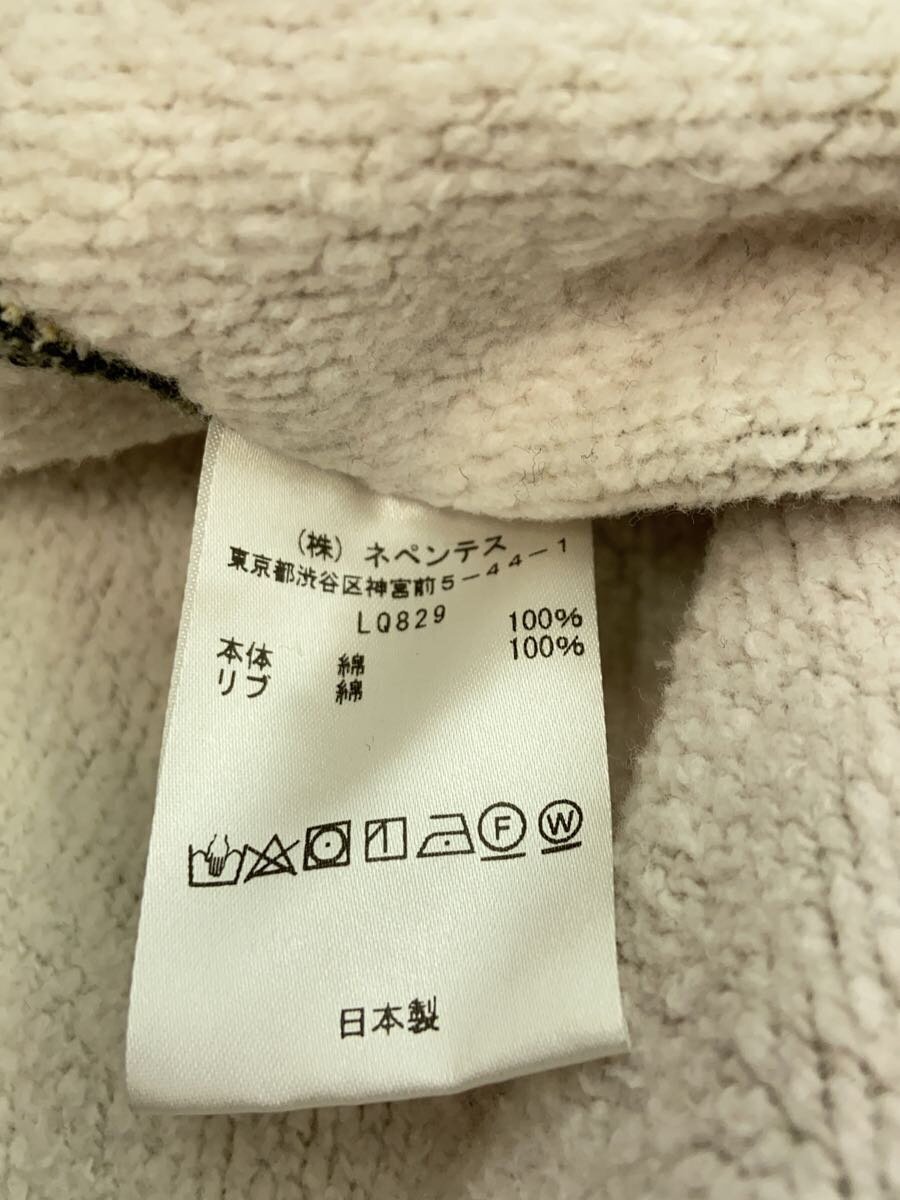 (株) ネペンテス
東京都渋谷区神宮前5-44-1
LQ829
本体 綿 100%
リブ 綿 100%
F W
日本製